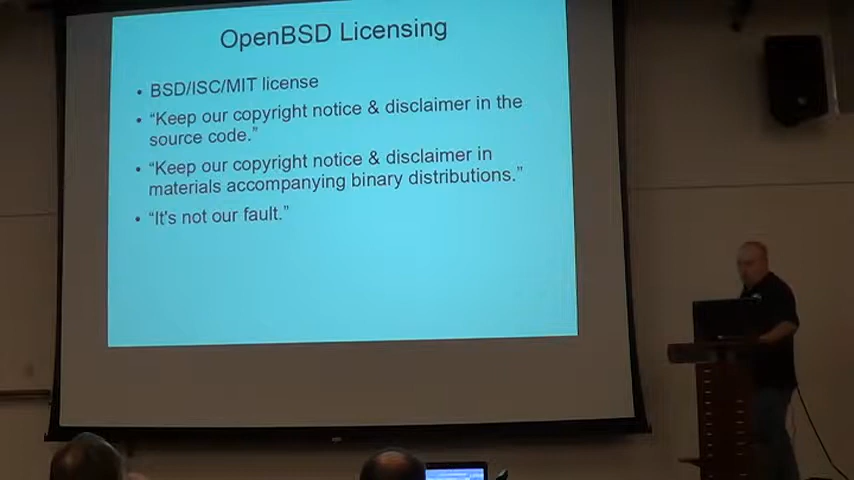 OpenBSD Licensing
• BSD/ISC/MIT license
• “Keep our copyright notice & disclaimer in the
source code.”
• “Keep our copyright notice & disclaimer in
materials accompanying binary distributions.”
• “It's not our fault.”